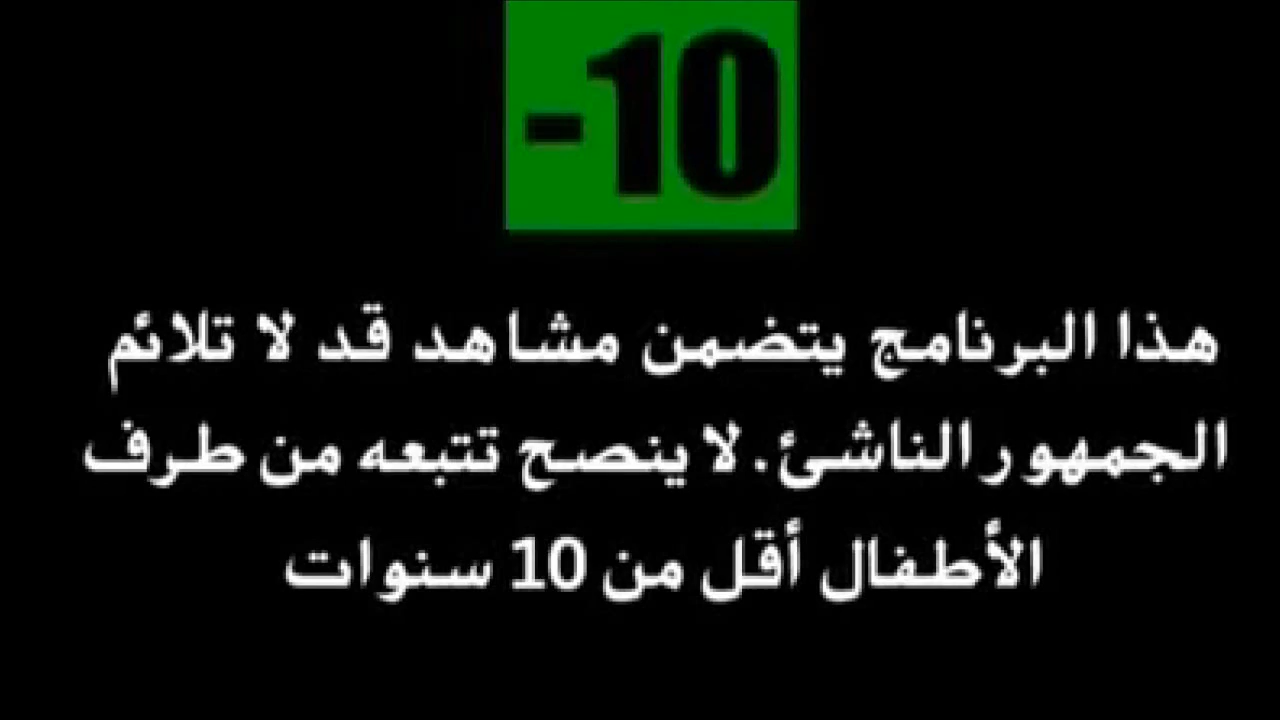 -10
هذا البرنامج يتضمن مشاهد قد لا تلائم
الجمهور الناشئ. لا ينصح تتبعه من طرف
الأطفال أقل من 10 سنوات